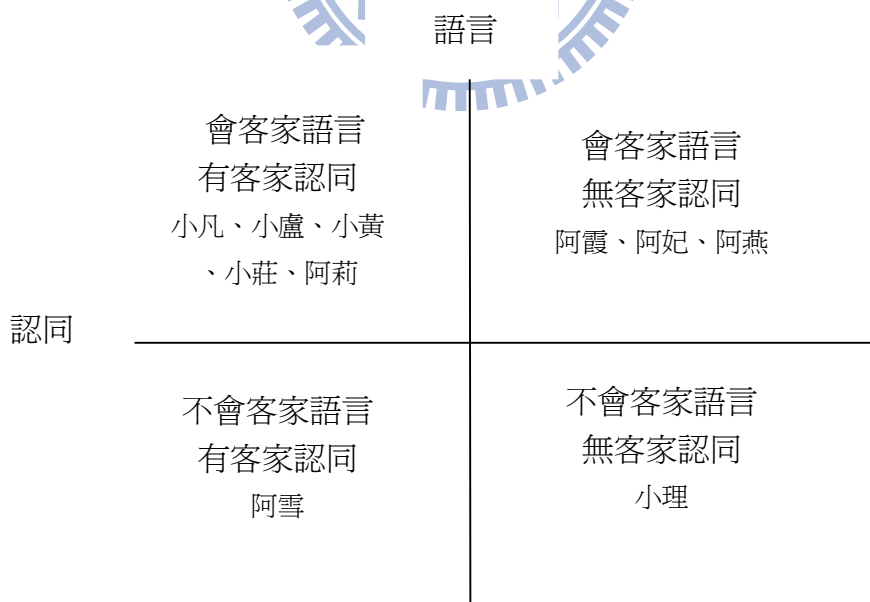 語言
會客家語言
有客家認同
小凡、小盧、小黃
、小莊、阿莉
會客家語言
無客家認同
阿霞、阿妃、阿燕
認同
不會客家語言
有客家認同
阿雪
不會客家語言
無客家認同
小理